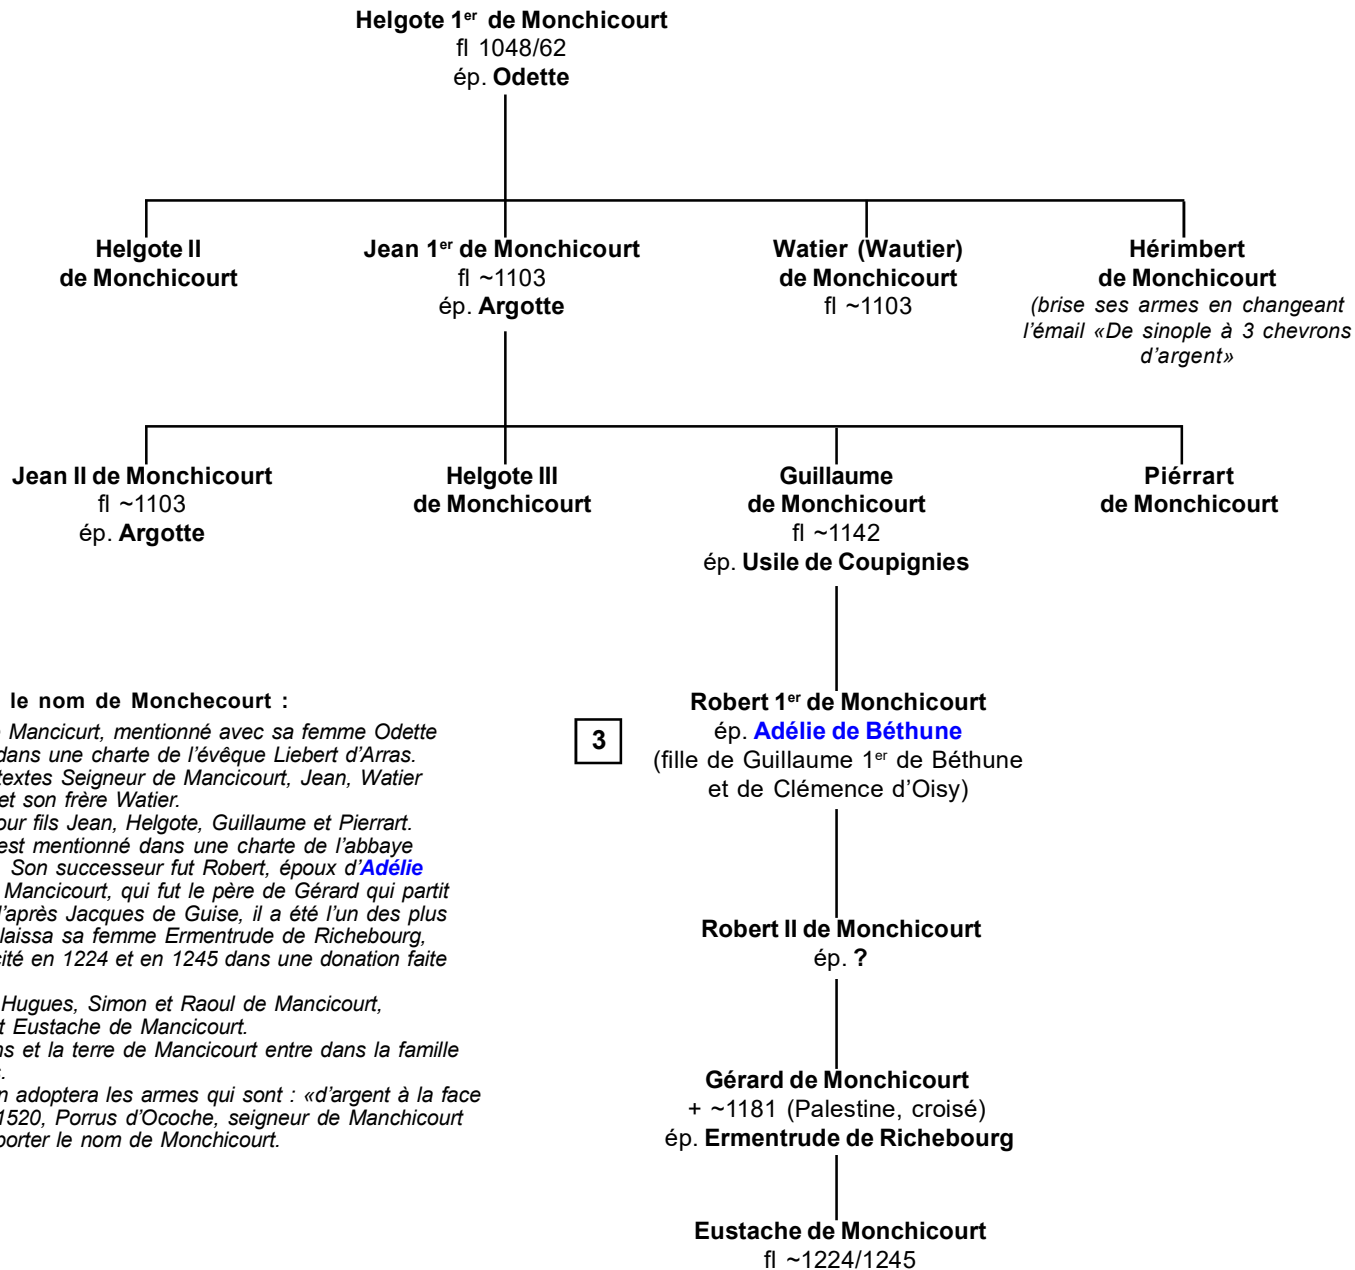 Helgote 1er de Monchicourt
fl 1048/62
ép. Odette
Helgote II
de Monchicourt
Jean 1er de Monchicourt
fl ~1103
ép. Argotte
Watier (Wautier)
de Monchicourt
fl ~1103
Hérimbert
de Monchicourt
(brise ses armes en changeant
l'émail «De sinople à 3 chevrons
d'argent»
Jean II de Monchicourt
fl ~1103
ép. Argotte
Helgote III
de Monchicourt
Guillaume
de Monchicourt
fl ~1142
ép. Usile de Coupignies
Piérrart
de Monchicourt
le nom de Monchecourt :
Mancicurt, mentionné avec sa femme Odette
dans une charte de l'évêque Liebert d'Arras.
textes Seigneur de Mancicourt, Jean, Watier
et son frère Watier.
our fils Jean, Helgote, Guillaume et Pierrart.
est mentionné dans une charte de l'abbaye
Son successeur fut Robert, époux d'Adélie
Mancicourt, qui fut le père de Gérard qui partit
'après Jacques de Guise, il a été l'un des plus
laissa sa femme Ermentrude de Richebourg,
cité en 1224 et en 1245 dans une donation faite
Hugues, Simon et Raoul de Mancicourt,
t Eustache de Mancicourt.
ns et la terre de Mancicourt entre dans la famille
n adoptera les armes qui sont : «d'argent à la face
1520, Porrus d'Ocoche, seigneur de Manchicourt
porter le nom de Monchicourt.
3
Robert 1er de Monchicourt
ép. Adélie de Béthune
(fille de Guillaume 1er de Béthune
et de Clémence d'Oisy)
Robert II de Monchicourt
ép. ?
Gérard de Monchicourt
+ ~1181 (Palestine, croisé)
ép. Ermentrude de Richebourg
Eustache de Monchicourt
fl ~1224/1245